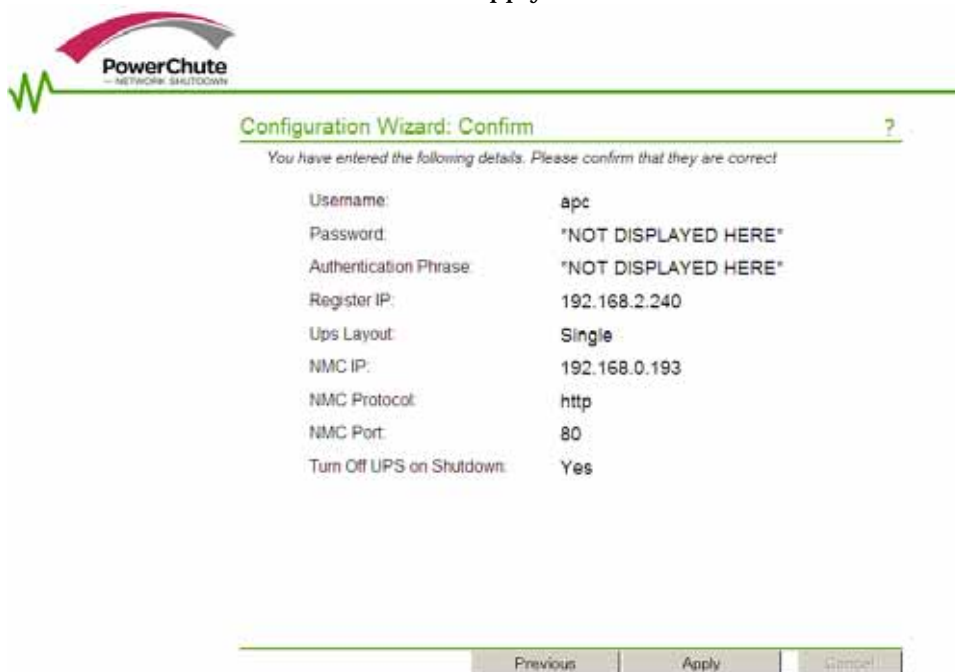 PowerChute
NETWORK SHUTDOWN
Configuration Wizard: Confirm ?
You have entered the following details. Please confirm that they are correct
Username: apc
Password: *NOT DISPLAYED HERE*
Authentication Phrase: *NOT DISPLAYED HERE*
Register IP: 192.168.2.240
Ups Layout: Single
NMC IP: 192.168.0.193
NMC Protocol: http
NMC Port: 80
Turn Off UPS on Shutdown: Yes
Previous Apply Cancel